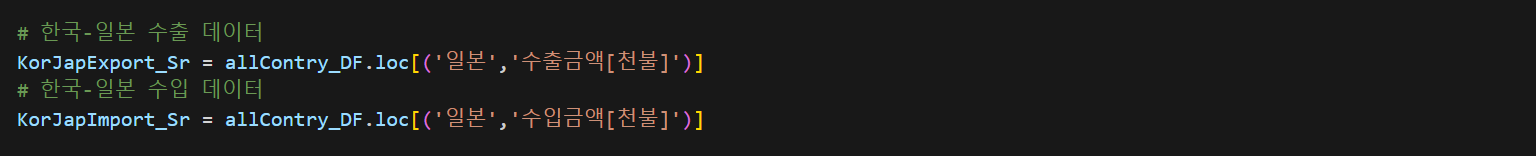 # 한국-일본 수출 데이터
KorJapExport_Sr = allContry_DF.loc[('일본','수출금액[천불]')]
# 한국-일본 수입 데이터
KorJapImport_Sr = allContry_DF.loc[('일본','수입금액[천불]')]